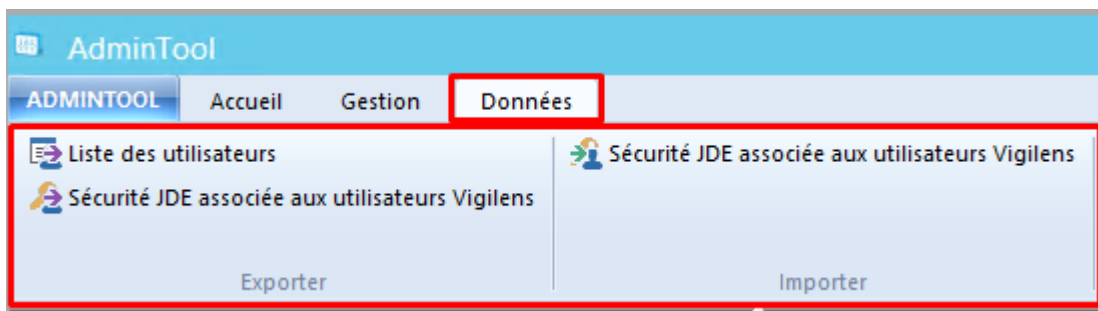 AdminTool
ADMINTOOL Accueil Gestion Données
Liste des utilisateurs
Sécurité JDE associée aux utilisateurs Vigilens
Exporter
Sécurité JDE associée aux utilisateurs Vigilens
Importer